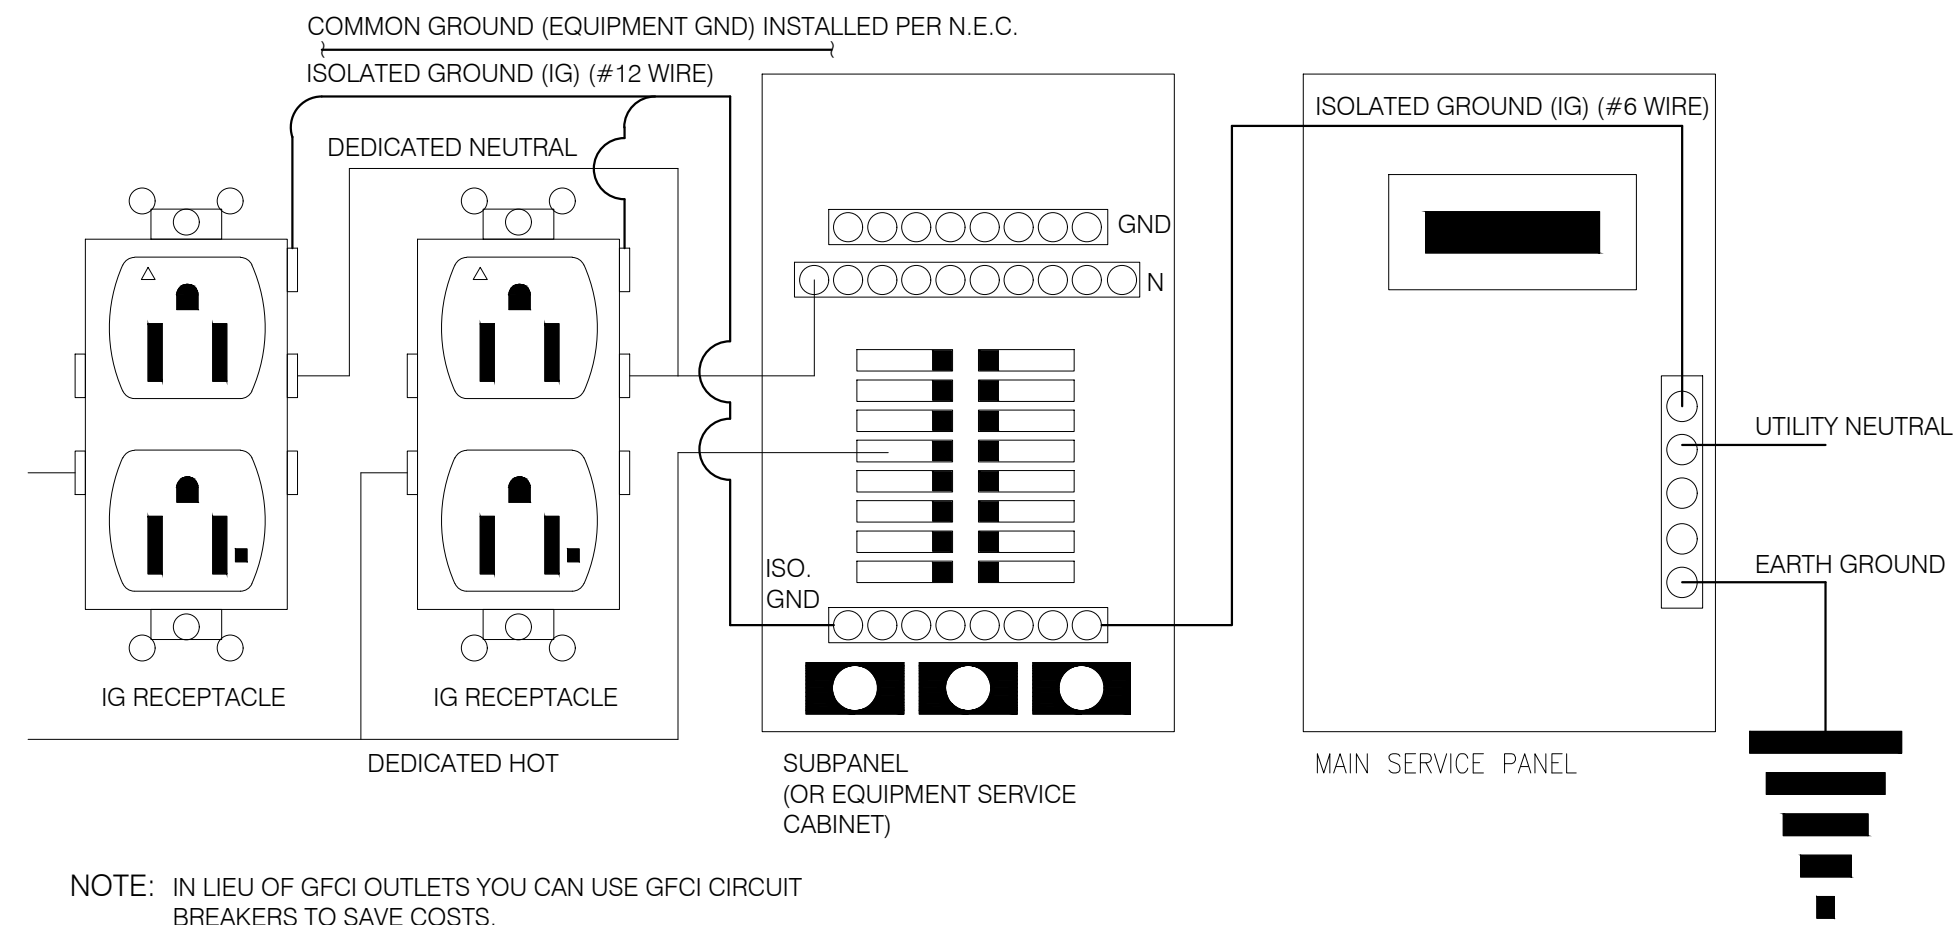 COMMON GROUND (EQUIPMENT GND) INSTALLED PER N.E.C.
ISOLATED GROUND (IG) (#12 WIRE)
ISOLATED GROUND (IG) (#6 WIRE)
DEDICATED NEUTRAL
GND
N
UTILITY NEUTRAL
EARTH GROUND
ISO.
GND
IG RECEPTACLE
IG RECEPTACLE
DEDICATED HOT
SUBPANEL
(OR EQUIPMENT SERVICE
CABINET)
MAIN SERVICE PANEL
NOTE: IN LIEU OF GFCI OUTLETS YOU CAN USE GFCI CIRCUIT
BREAKERS TO SAVE COSTS.